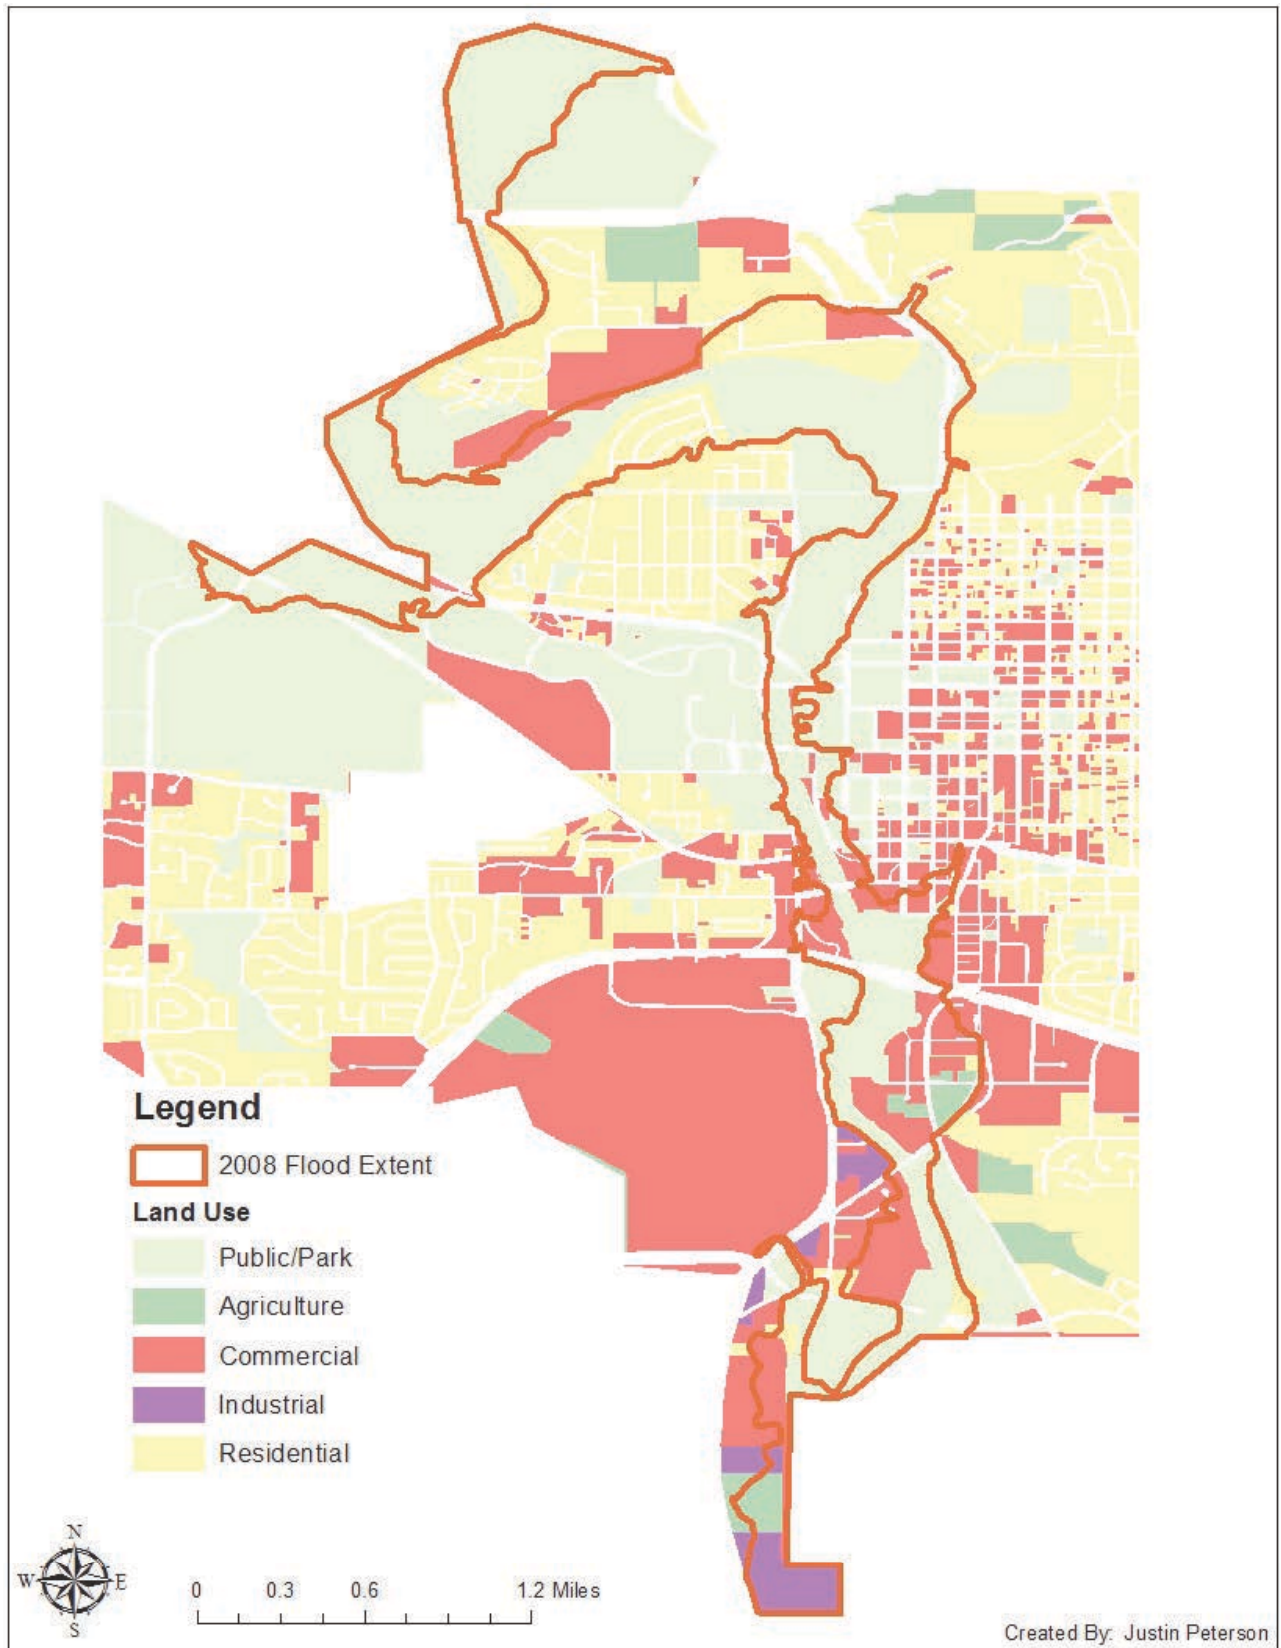 Legend
2008 Flood Extent
Land Use
Public/Park
Agriculture
Commercial
Industrial
Residential
N
W E
S
0 0.3 0.6 1.2 Miles
Created By: Justin Peterson